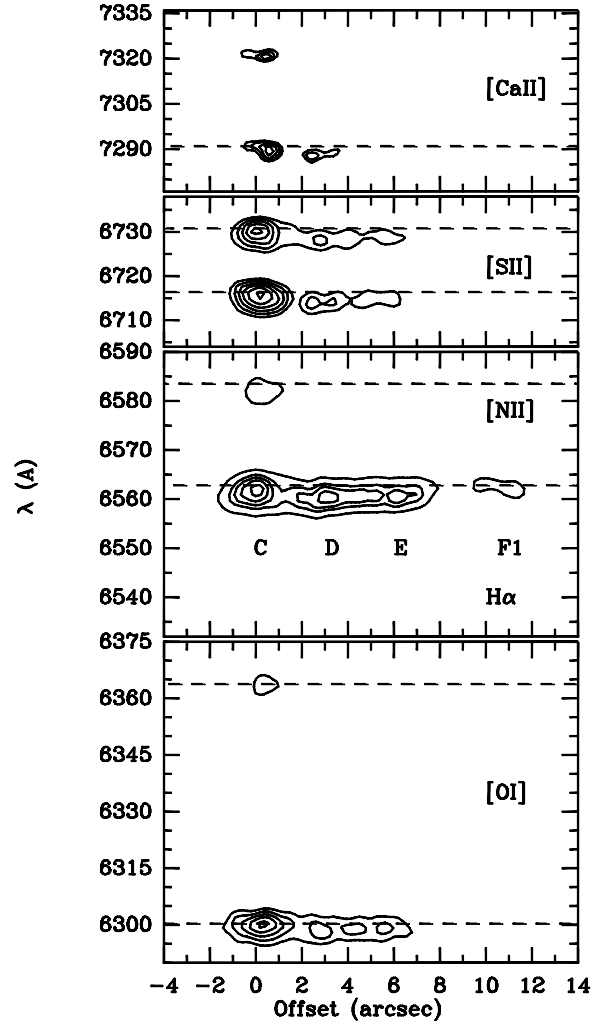 7335
7320
[CaII]
7305
7290
6730
[SII]
6720
6710
6590
6580
[NII]
6570
λ (A)
6560
6550
C D E F1
6540
Hα
6375
6360
6345
[OI]
6330
6315
6300
−4 −2 0 2 4 6 8 10 12 14
Offset (arcsec)